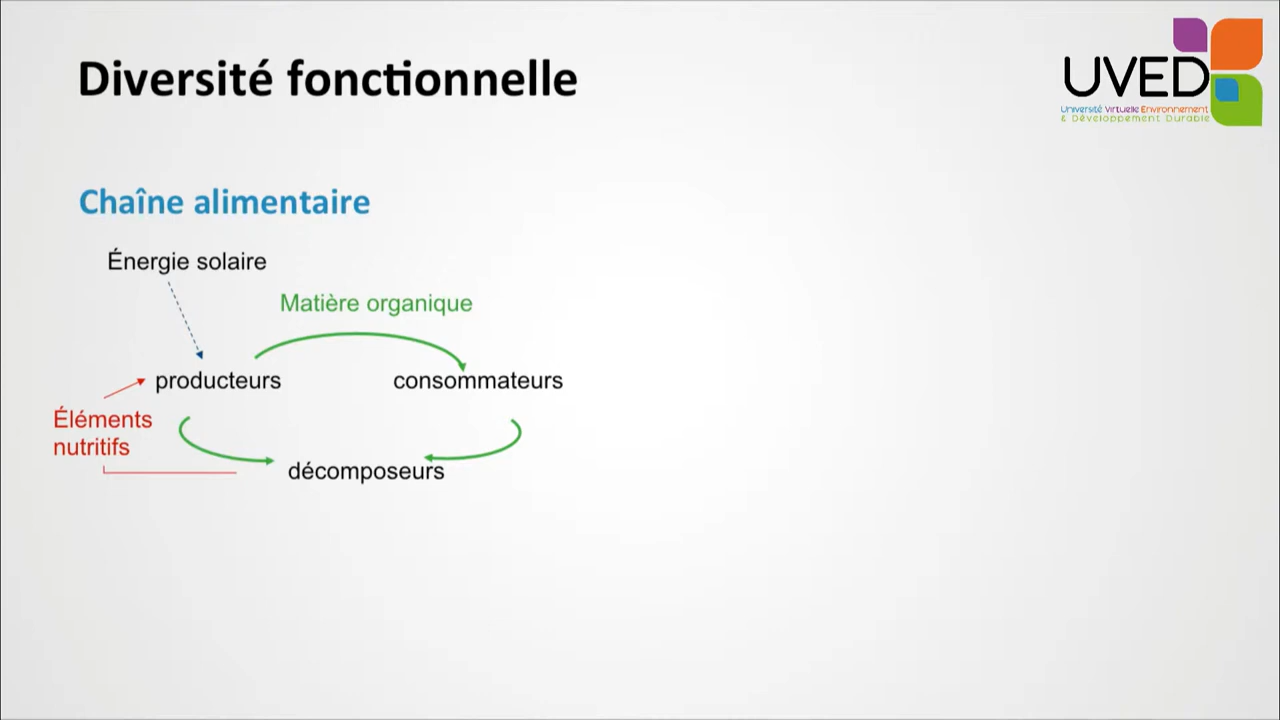 Diversité fonctionnelle
UVED
Université Virtuelle Environnement
& Développement Durable
Chaîne alimentaire
Énergie solaire
Matière organique
producteurs
consommateurs
Éléments
nutritifs
décomposeurs